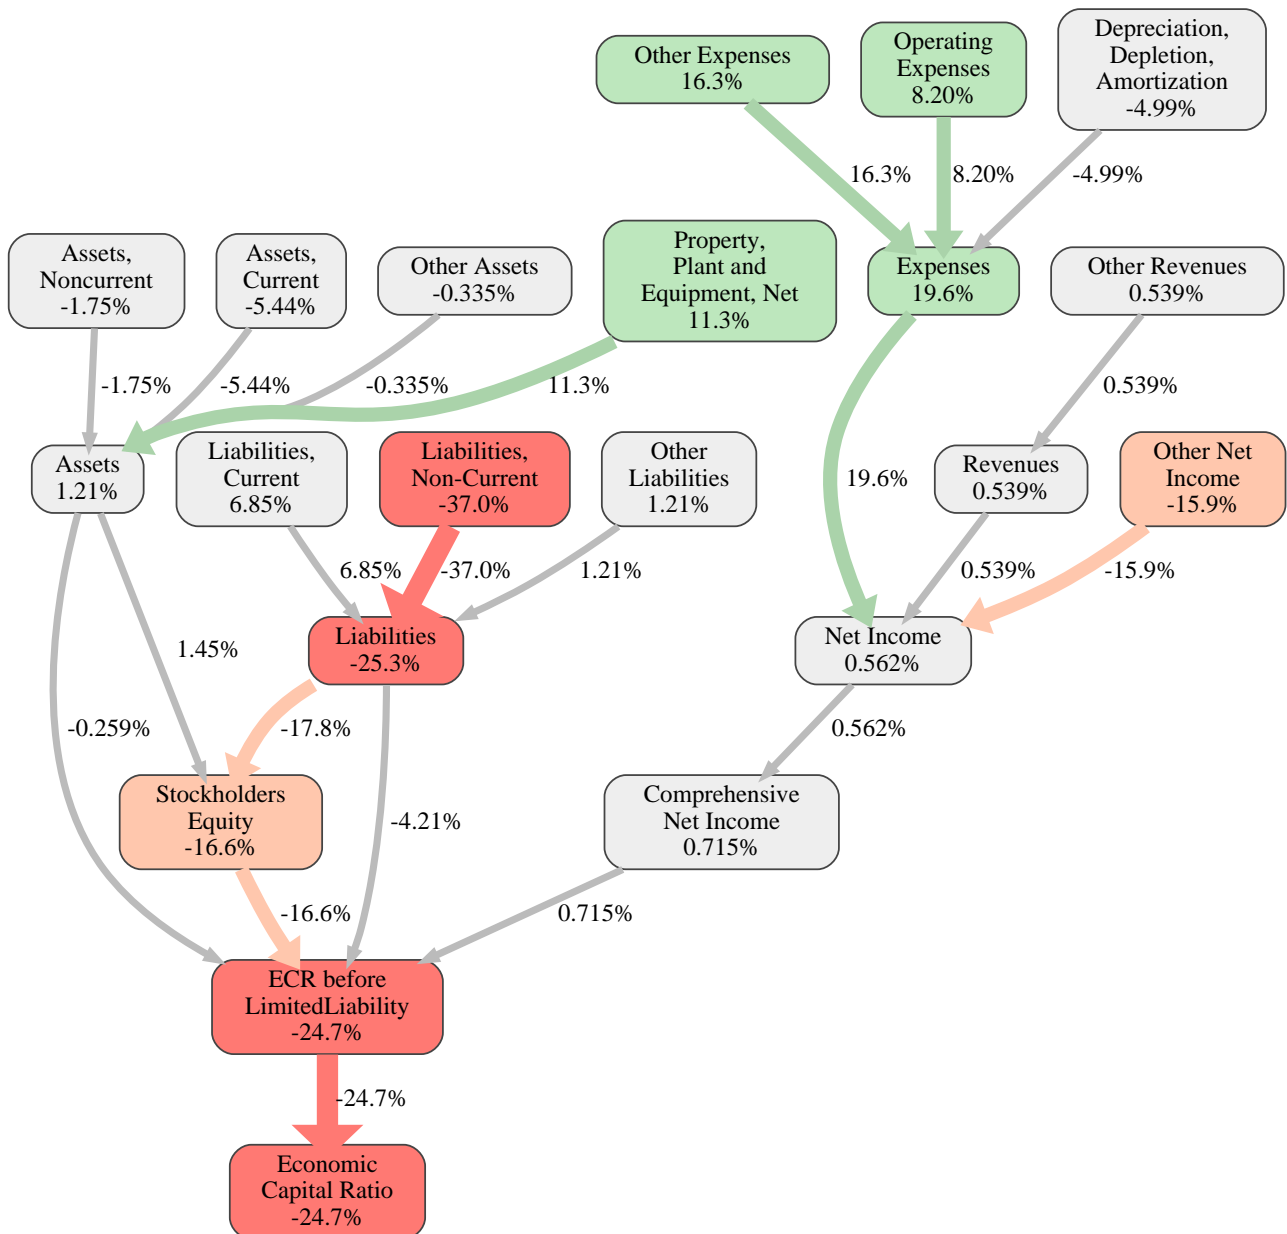 Other Expenses
16.3%
Operating
Expenses
8.20%
Depreciation,
Depletion,
Amortization
-4.99%
16.3%
8.20%
-4.99%
Assets,
Noncurrent
-1.75%
Assets,
Current
-5.44%
Other Assets
-0.335%
Property,
Plant and
Equipment, Net
11.3%
Expenses
19.6%
Other Revenues
0.539%
-1.75%
-5.44%
-0.335%
11.3%
0.539%
Assets
1.21%
Liabilities,
Current
6.85%
Liabilities,
Non-Current
-37.0%
Other
Liabilities
1.21%
19.6%
Revenues
0.539%
Other Net
Income
-15.9%
6.85%
-37.0%
1.21%
0.539%
-15.9%
1.45%
Liabilities
-25.3%
Net Income
0.562%
-0.259%
-17.8%
0.562%
Stockholders
Equity
-16.6%
-4.21%
Comprehensive
Net Income
0.715%
-16.6%
0.715%
ECR before
LimitedLiability
-24.7%
-24.7%
Economic
Capital Ratio
-24.7%